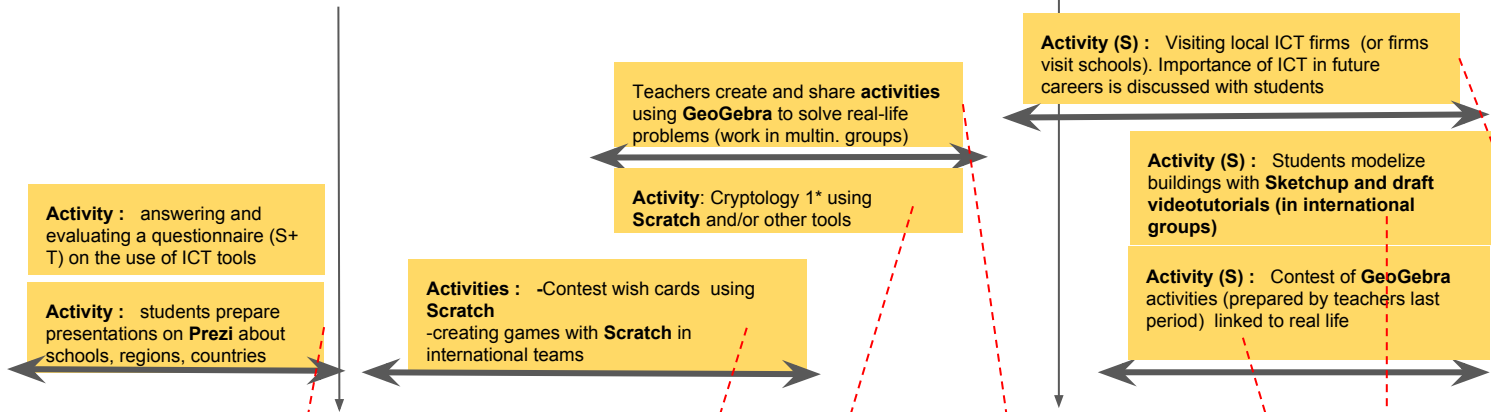 Activity : answering and
evaluating a questionnaire (S+
T) on the use of ICT tools
Activity : students prepare
presentations on Prezi about
schools, regions, countries
Activities : -Contest wish cards using
Scratch
-creating games with Scratch in
international teams
Teachers create and share activities
using GeoGebra to solve real-life
problems (work in multin. groups)
Activity: Cryptology 1* using
Scratch and/or other tools
Activity (S) : Visiting local ICT firms (or firms
visit schools). Importance of ICT in future
careers is discussed with students
Activity (S) : Students modelize
buildings with Sketchup and draft
videotutorials (in international
groups)
Activity (S) : Contest of GeoGebra
activities (prepared by teachers last
period) linked to real life